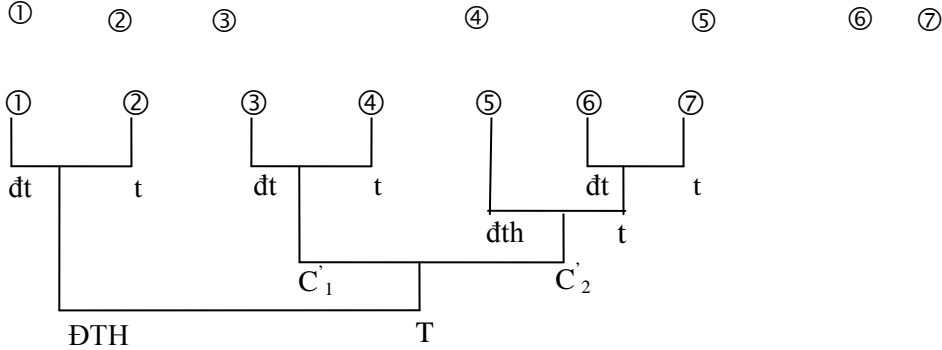 ① ② ③ ④ ⑤ ⑥ ⑦
① ② ③ ④ ⑤ ⑥ ⑦
đt t đt t đt t
đth t
C'1 C'2
ĐTH T